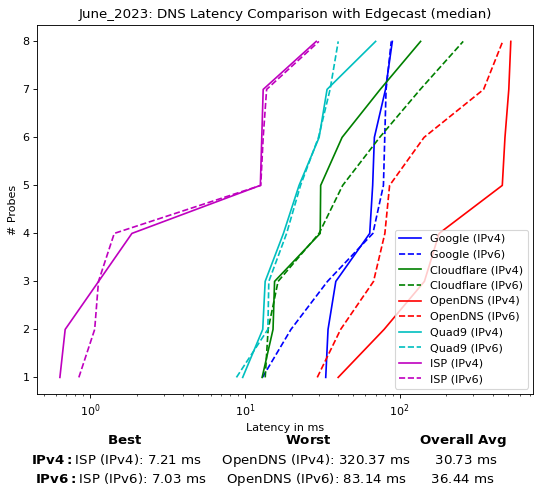 June_2023: DNS Latency Comparison with Edgecast (median)
8
7
6
5
4
3
2
1
# Probes
Google (IPv4)
Google (IPv6)
Cloudflare (IPv4)
Cloudflare (IPv6)
OpenDNS (IPv4)
OpenDNS (IPv6)
Quad9 (IPv4)
Quad9 (IPv6)
ISP (IPv4)
ISP (IPv6)
10⁰ 10¹ 10²
Latency in ms
Best Worst Overall Avg
IPv4: ISP (IPv4): 7.21 ms OpenDNS (IPv4): 320.37 ms 30.73 ms
IPv6: ISP (IPv6): 7.03 ms OpenDNS (IPv6): 83.14 ms 36.44 ms